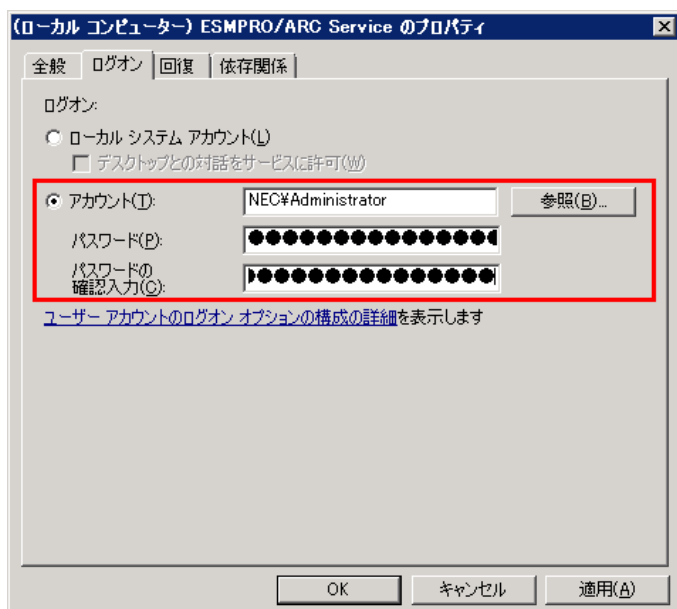 (ローカル コンピューター) ESMPRO/ARC Service のプロパティ
全般 ログオン 回復 依存関係
ログオン:
ローカル システム アカウント(L)
デスクトップとの対話をサービスに許可(W)
アカウント(T): NEC¥Administrator 参照(B)...
パスワード(P): ●●●●●●●●●●●●●●●
パスワードの
確認入力(C): ●●●●●●●●●●●●●●●
ユーザー アカウントのログオン オプションの構成の詳細を表示します
OK キャンセル 適用(A)